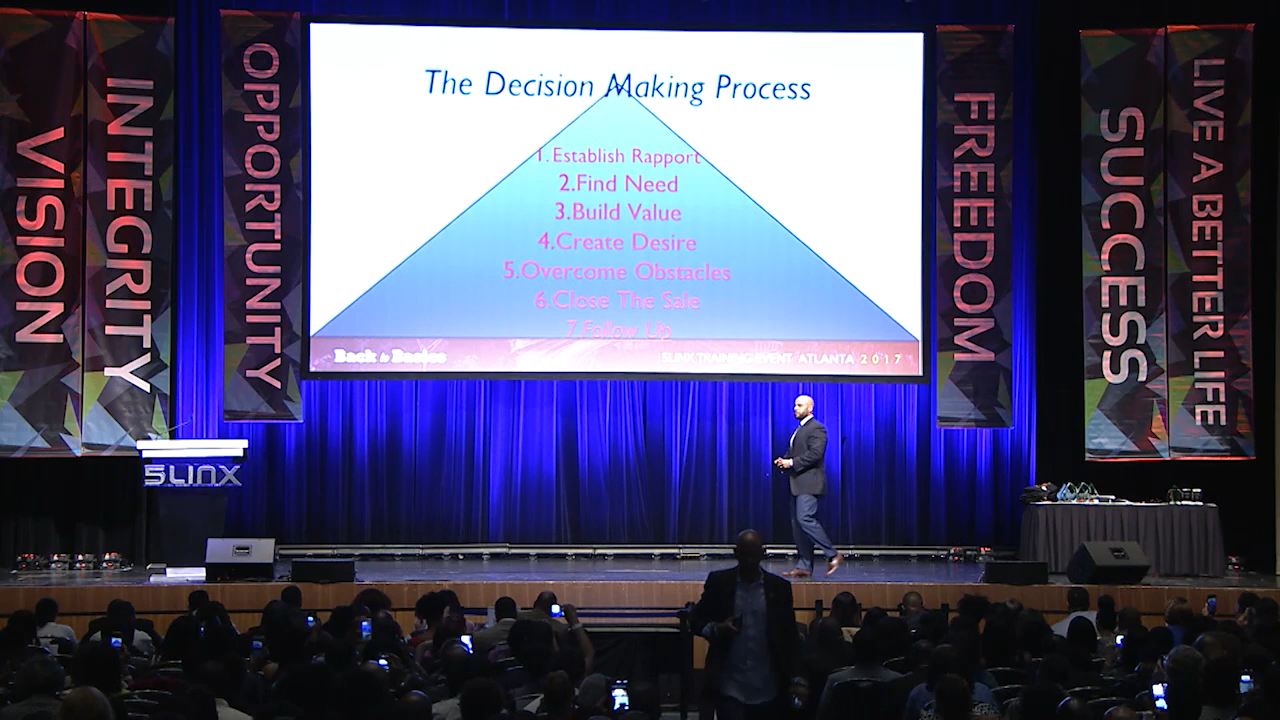 VISION
INTEGRITY
OPPORTUNITY
The Decision Making Process
1. Establish Rapport
2.Find Need
3.Build Value
4.Create Desire
5.Overcome Obstacles
6.Close The Sale
7.Follow Up
Back to Basics
5LINX TRAINING EVENT ATLANTA 2017
FREEDOM
SUCCESS
LIVE A BETTER LIFE
5LINX